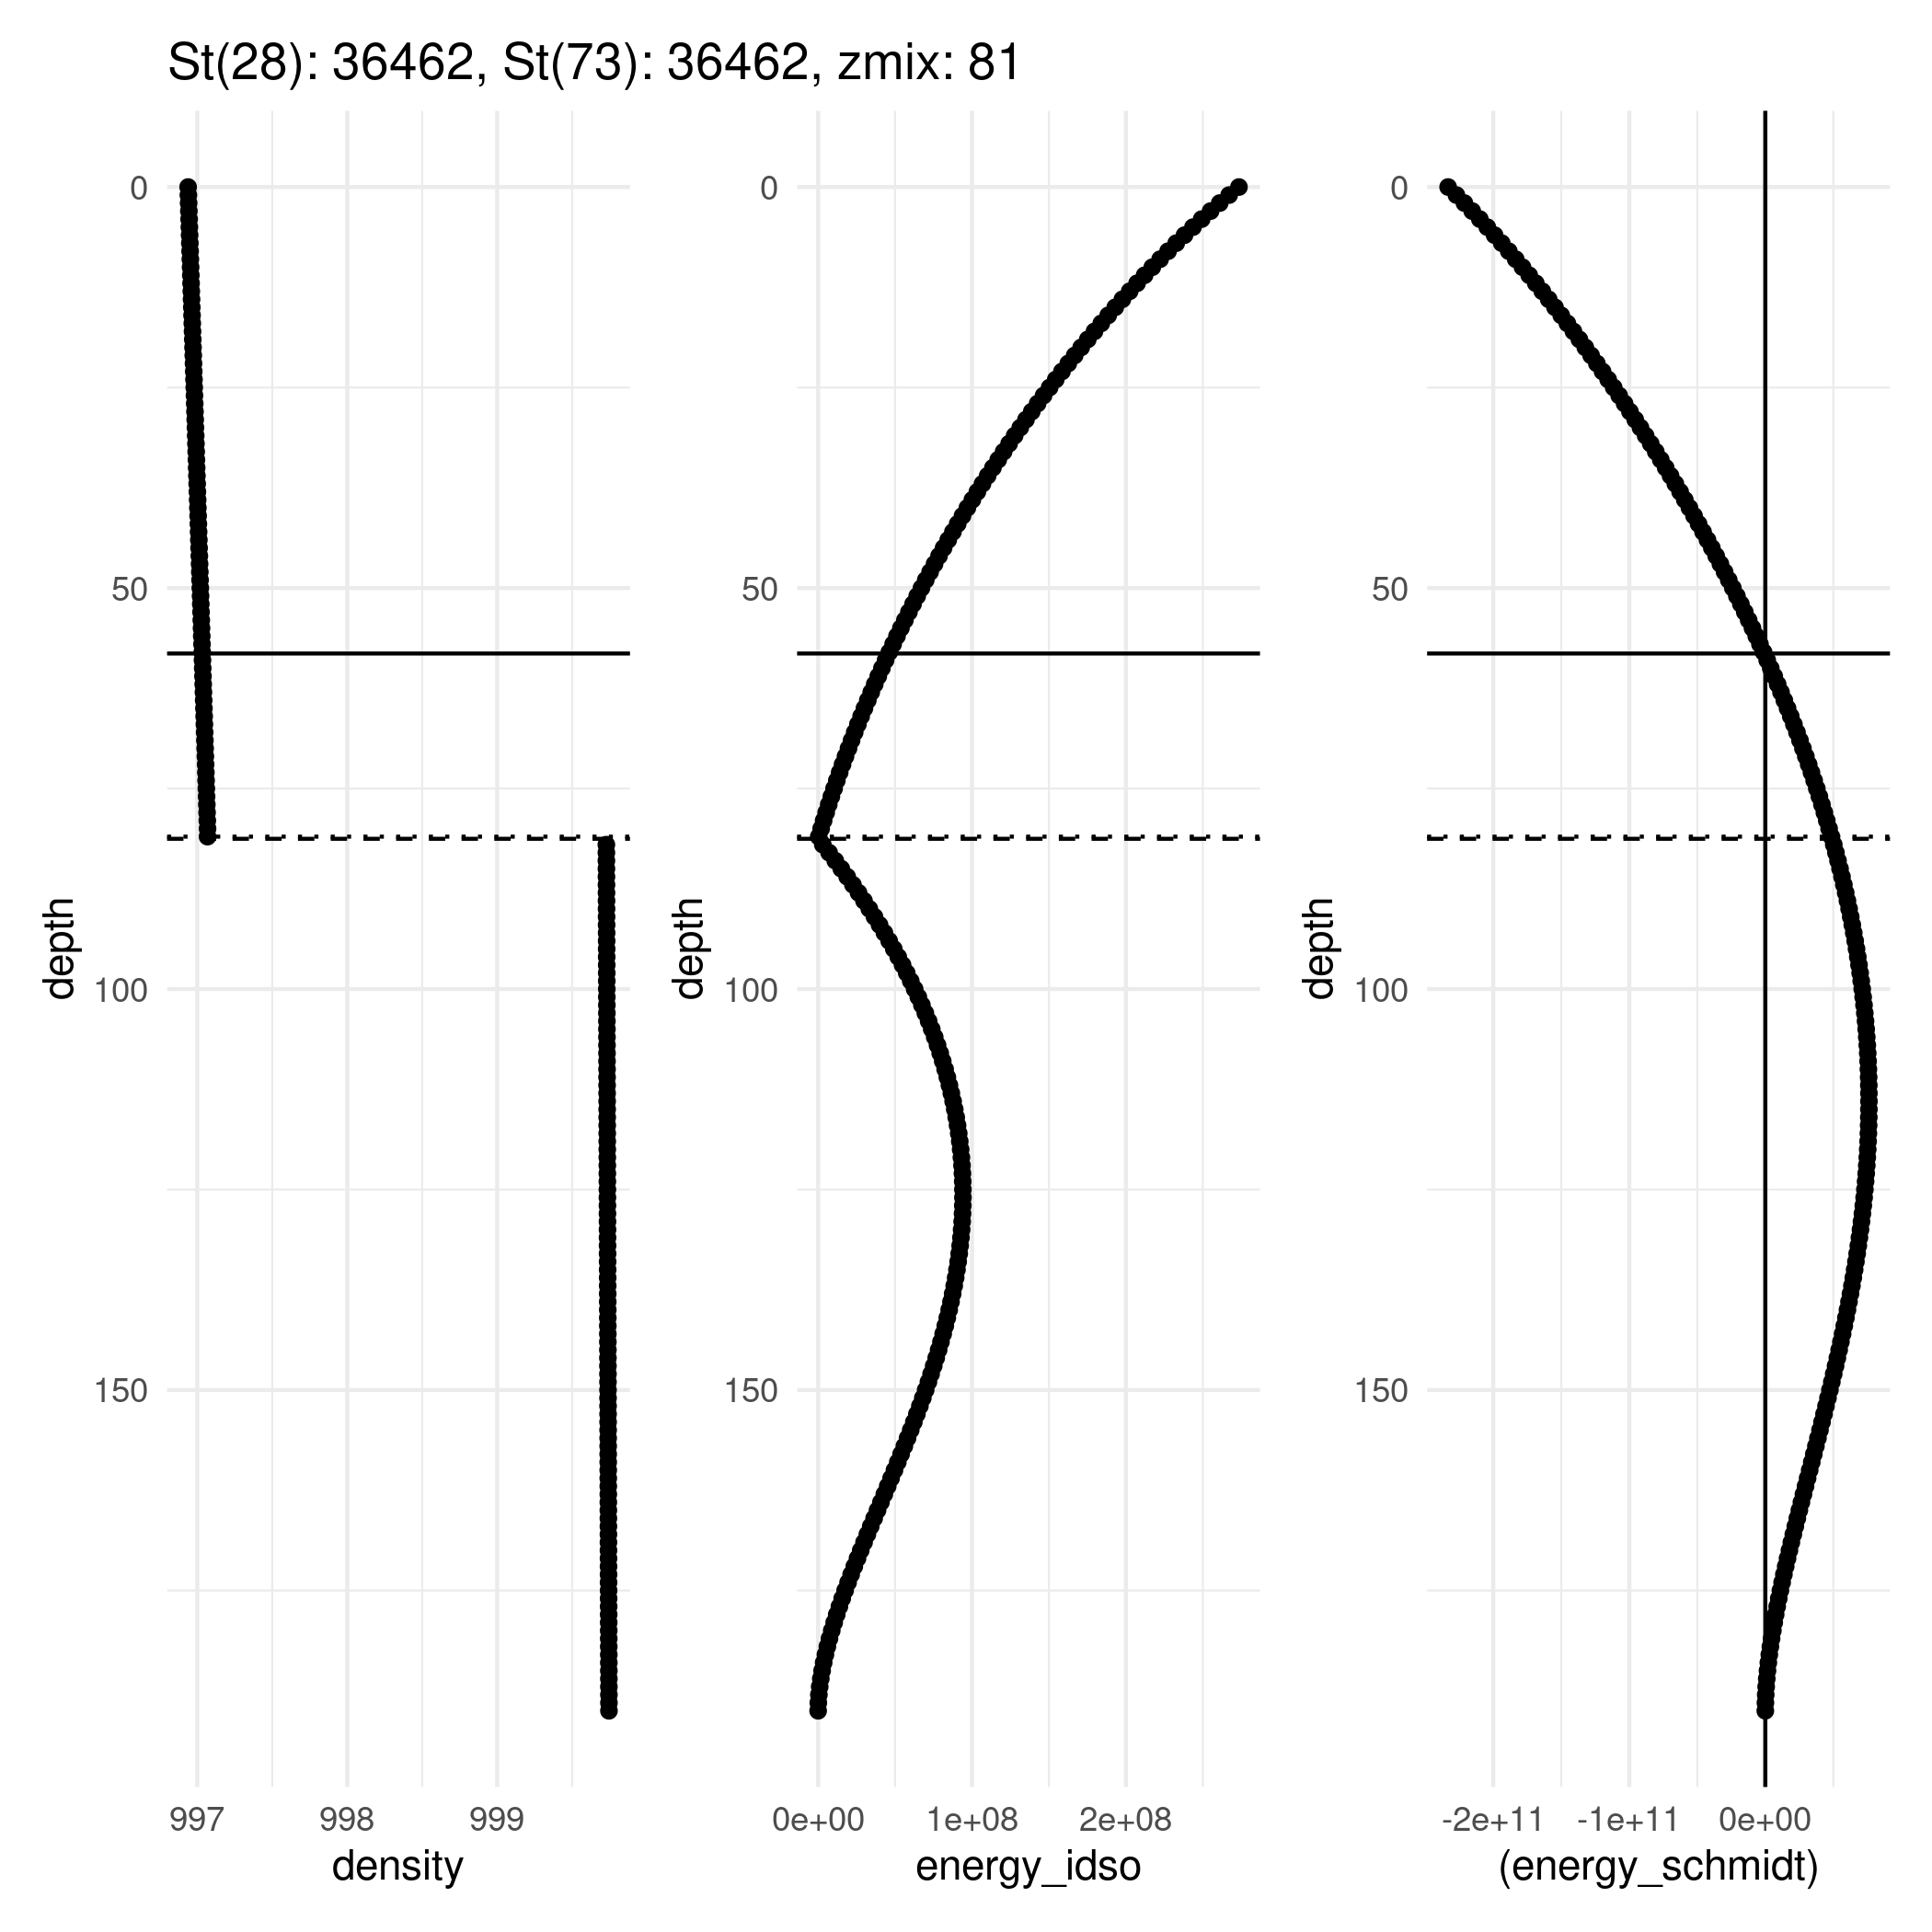 St(28): 36462, St(73): 36462, zmix: 81
0
50
100
150
depth
997 998 999
density
0
50
100
150
depth
0e+00 1e+08 2e+08
energy_idso
0
50
100
150
depth
-2e+11 -1e+11 0e+00
(energy_schmidt)